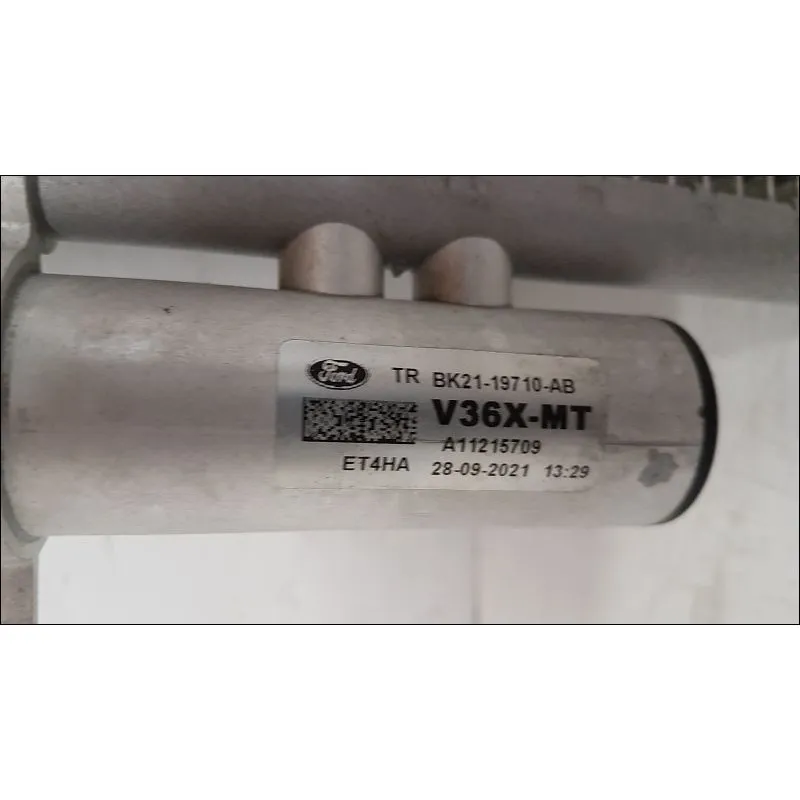 Ford TR BK21-19710-AB
V36X-MT
A11215709
ET4HA 28-09-2021 13:29